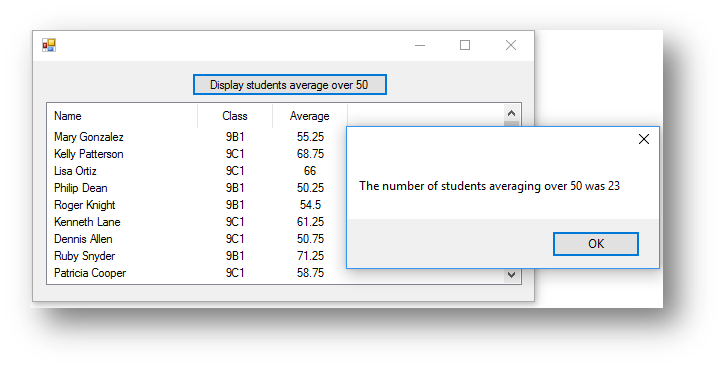 Display students average over 50
Name Class Average
Mary Gonzalez 9B1 55.25
Kelly Patterson 9C1 68.75
Lisa Ortiz 9C1 66
Philip Dean 9B1 50.25
Roger Knight 9B1 54.5
Kenneth Lane 9C1 61.25
Dennis Allen 9C1 50.75
Ruby Snyder 9B1 71.25
Patricia Cooper 9C1 58.75
The number of students averaging over 50 was 23
OK